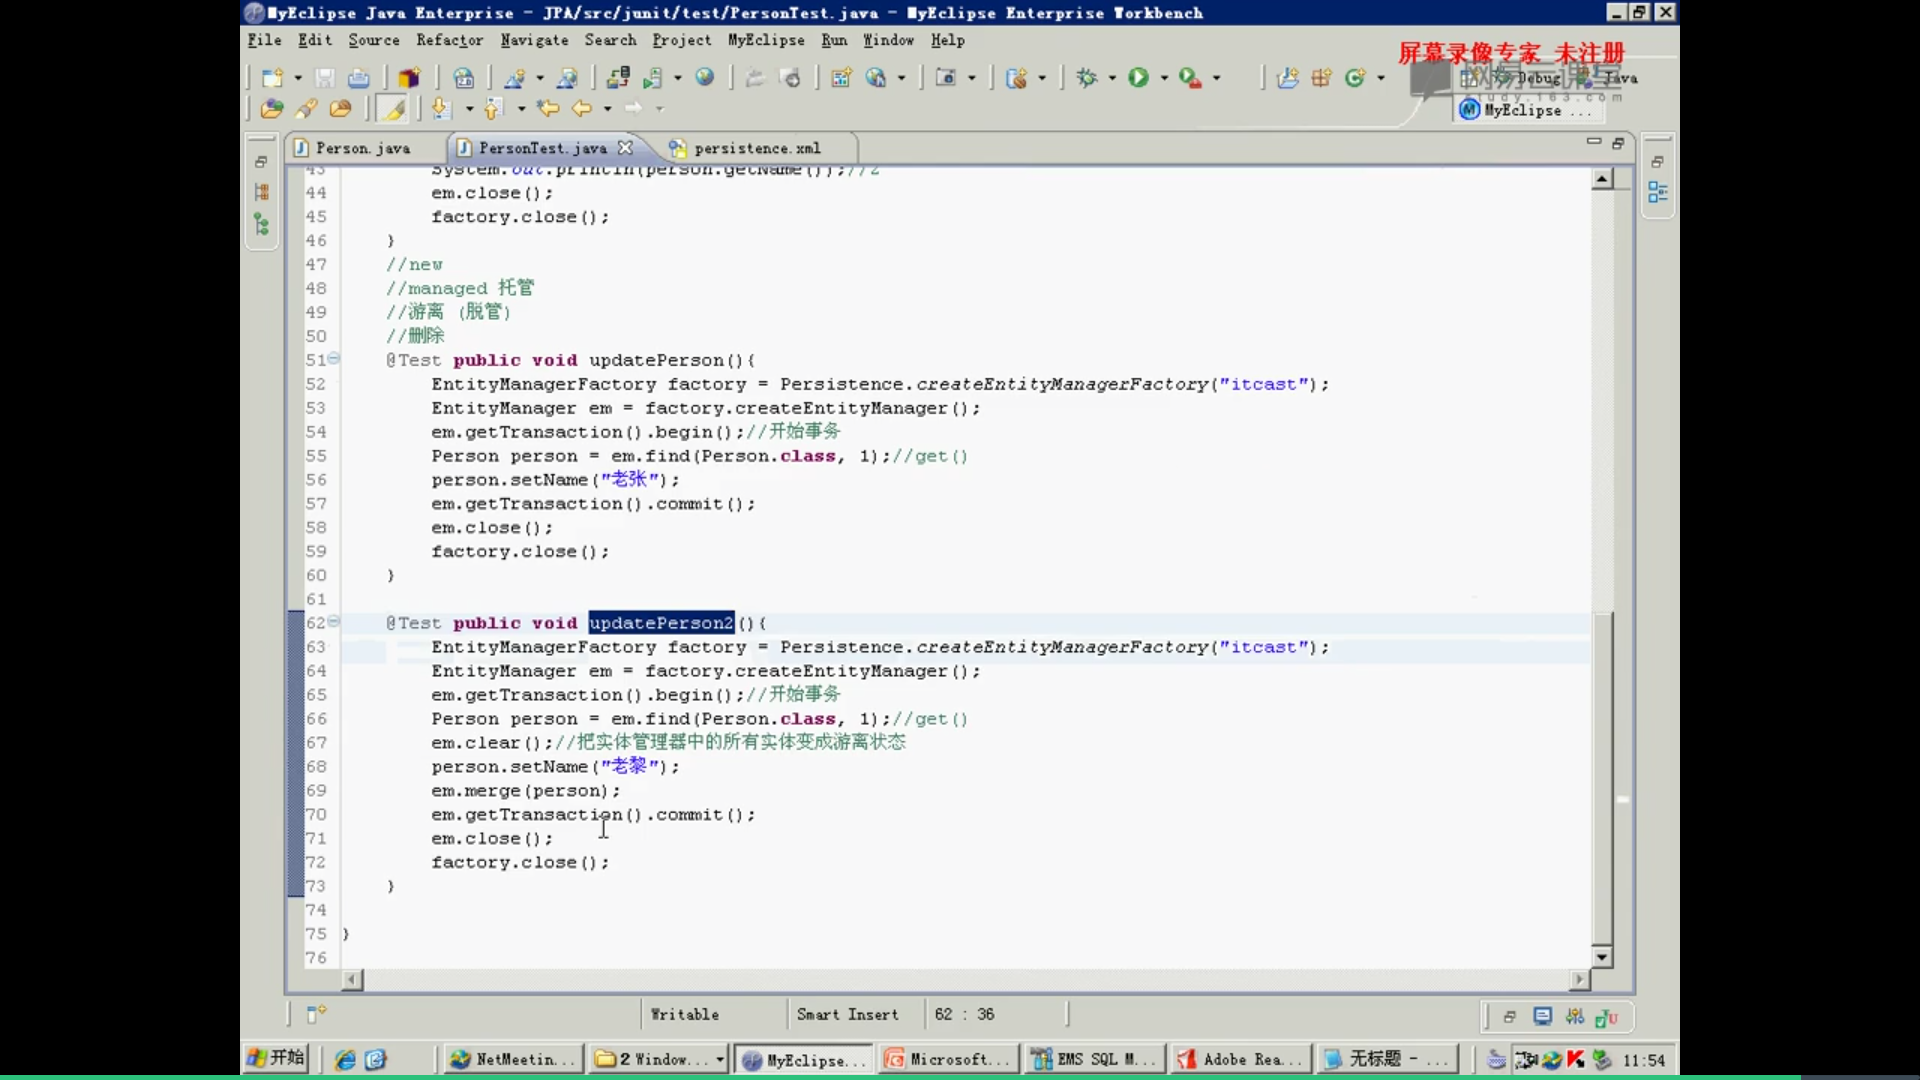 MyEclipse Java Enterprise - JPA/src/junit/test/PersonTest.java - MyEclipse Enterprise Workbench
File Edit Source Refactor Navigate Search Project MyEclipse Run Window Help
屏幕录像专家 未注册
Debug Java
study.163.com
MyEclipse ...
Person.java PersonTest.java persistence.xml
43 System.out.println(person.getName());//2
44 em.close();
45 factory.close();
46 }
47 //new
48 //managed 托管
49 //游离 (脱管)
50 //删除
51 @Test public void updatePerson(){
52 EntityManagerFactory factory = Persistence.createEntityManagerFactory("itcast");
53 EntityManager em = factory.createEntityManager();
54 em.getTransaction().begin();//开始事务
55 Person person = em.find(Person.class, 1);//get()
56 person.setName("老张");
57 em.getTransaction().commit();
58 em.close();
59 factory.close();
60 }
61
62 @Test public void updatePerson2(){
63 EntityManagerFactory factory = Persistence.createEntityManagerFactory("itcast");
64 EntityManager em = factory.createEntityManager();
65 em.getTransaction().begin();//开始事务
66 Person person = em.find(Person.class, 1);//get()
67 em.clear();//把实体管理器中的所有实体变成游离状态
68 person.setName("老黎");
69 em.merge(person);
70 em.getTransaction().commit();
71 em.close();
72 factory.close();
73 }
74
75 }
76
Writable Smart Insert 62 : 36
开始 NetMeetin... 2 Window... MyEclipse... Microsoft... EMS SQL M... Adobe Rea... 无标题 - ... 11:54